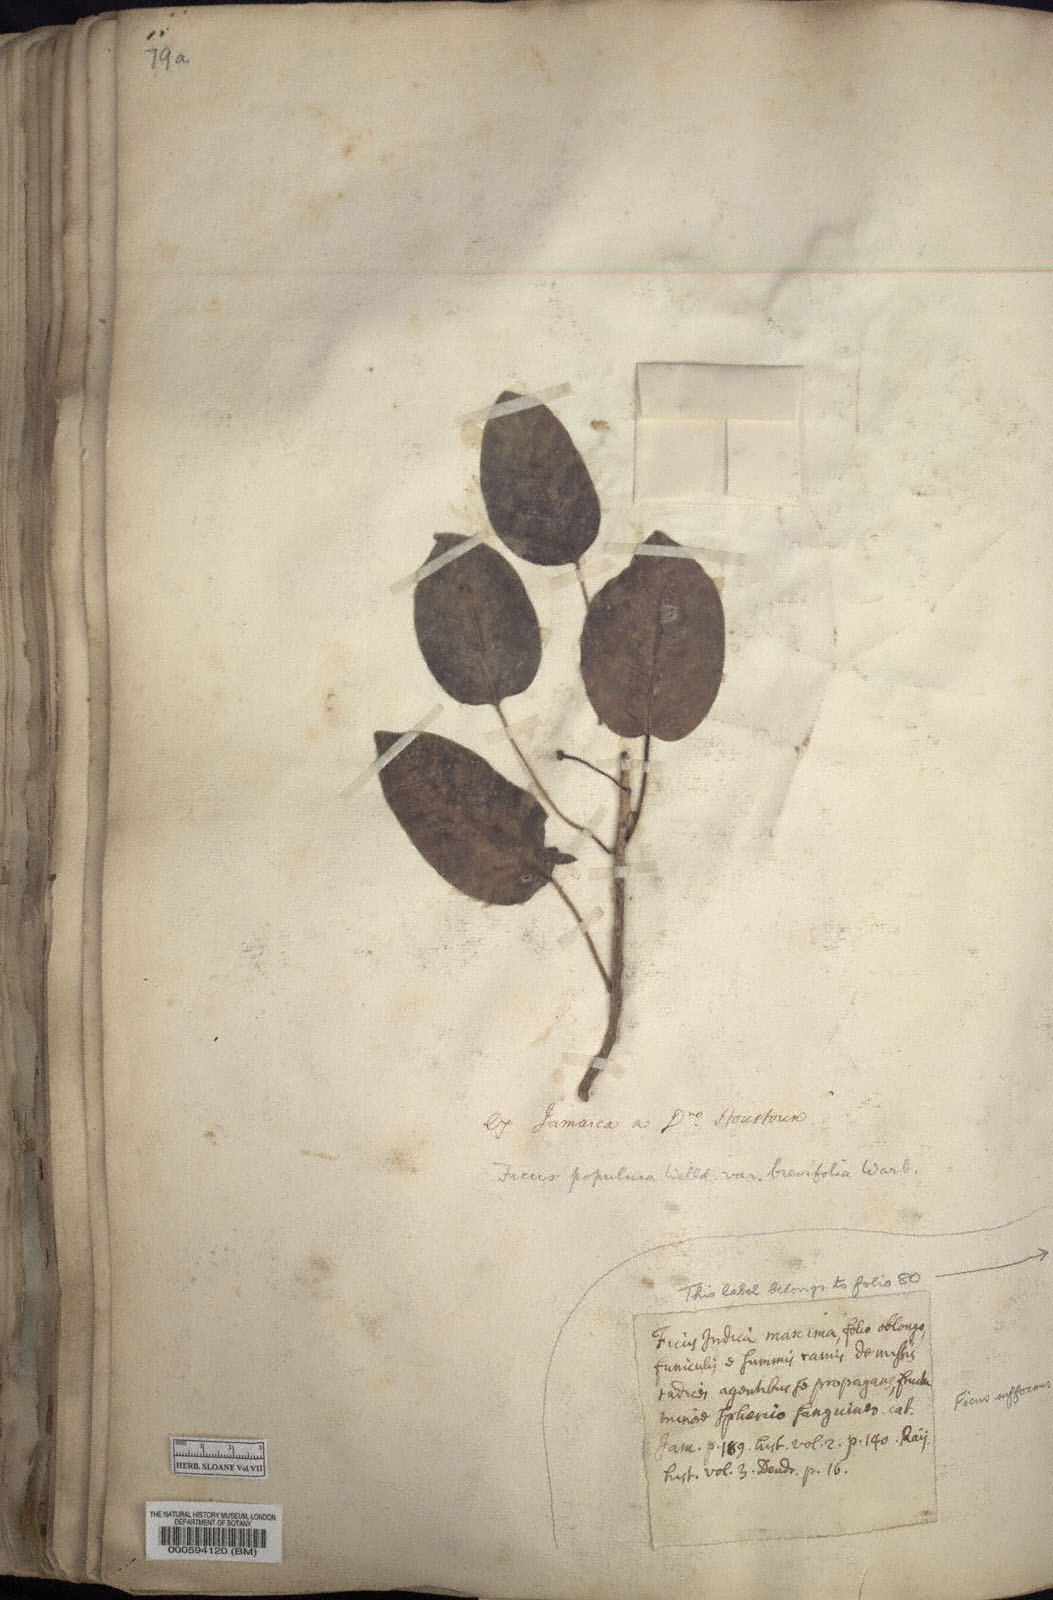 79a
ex Jamaica a Dno. Houstoun
Ficus populnea Willd. var. brevifolia Warb.
This label belongs to folio 80
Ficus Indica maxima, folio oblongo,
funiculis e summis ramis demissis
radices agentibus se propagans, fructu
minore sphaerico sanguineo. cat.
Jam. p. 189. hist. vol. 2. p. 140. Raij.
hist. vol. 3. Dendr. p. 16.
Ficus suffocans
HERB. SLOANE Vol VII
THE NATURAL HISTORY MUSEUM, LONDON
DEPARTMENT OF BOTANY
000594120 (BM)